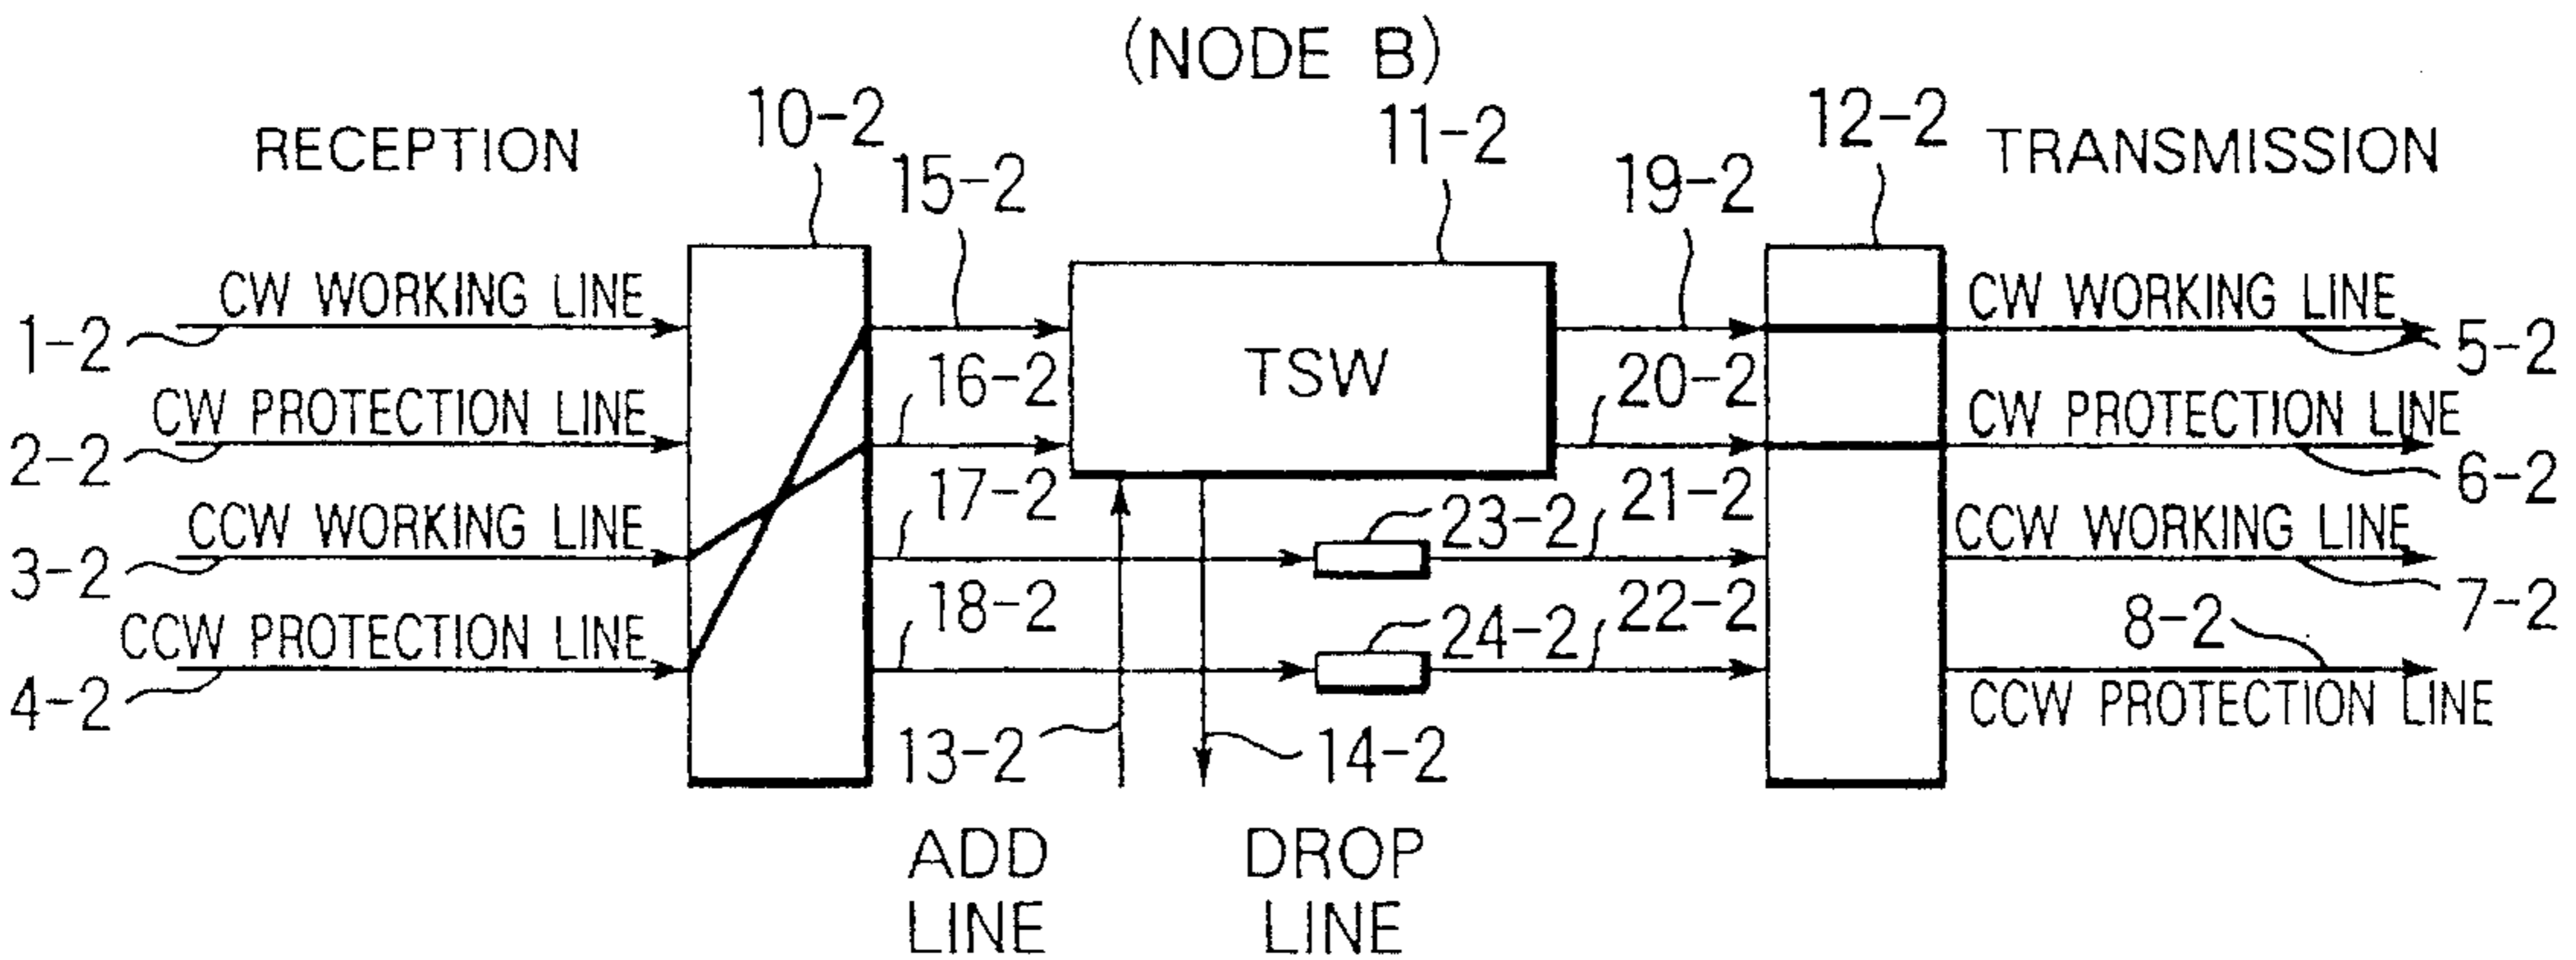 (NODE B)
RECEPTION
10-2
11-2
12-2
TRANSMISSION
15-2
19-2
CW WORKING LINE
CW WORKING LINE
1-2
TSW
5-2
16-2
20-2
CW PROTECTION LINE
CW PROTECTION LINE
2-2
6-2
17-2
23-2
21-2
CCW WORKING LINE
CCW WORKING LINE
3-2
7-2
18-2
24-2
22-2
8-2
CCW PROTECTION LINE
CCW PROTECTION LINE
4-2
13-2
14-2
ADD
LINE
DROP
LINE